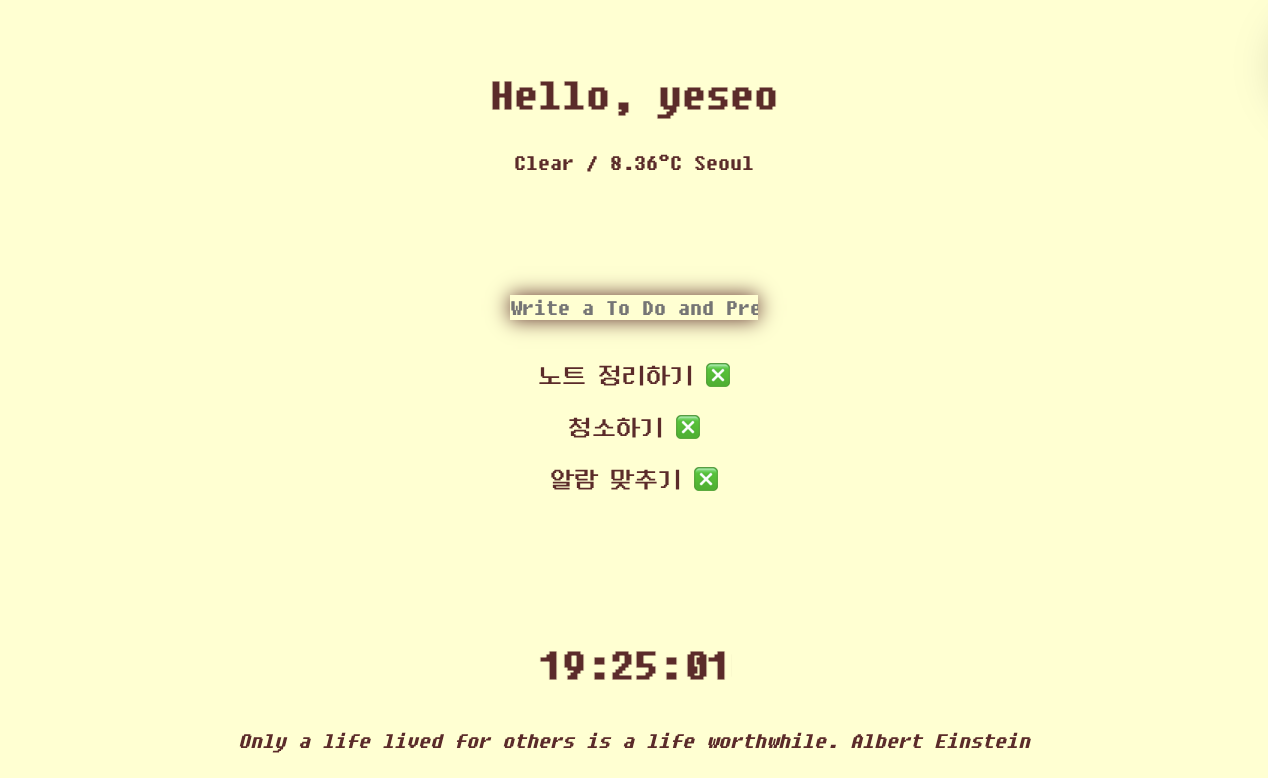 Hello, yeseo
Clear / 8.36°C Seoul
Write a To Do and Pre
노트 정리하기 ❎
청소하기 ❎
알람 맞추기 ❎
19:25:01
Only a life lived for others is a life worthwhile. Albert Einstein